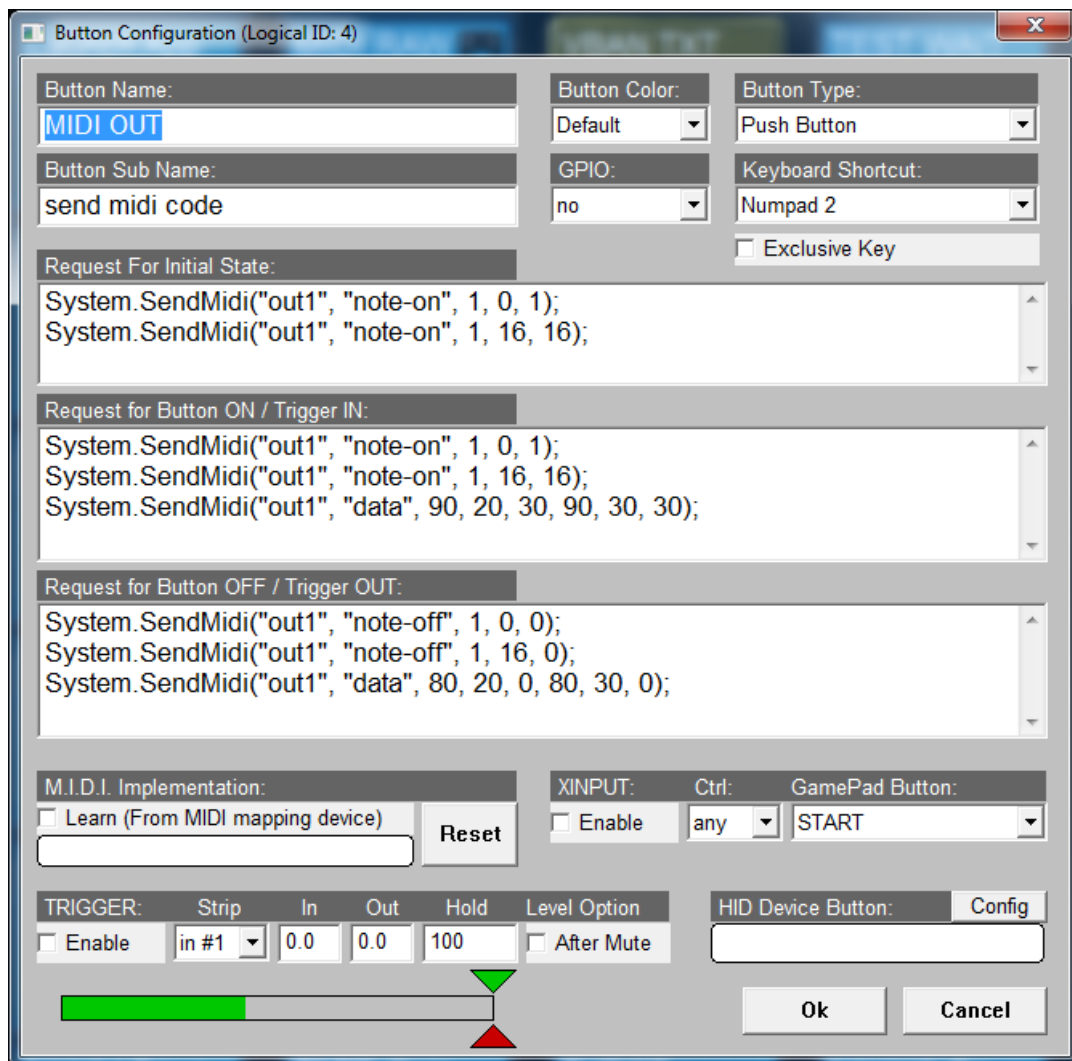 Button Configuration (Logical ID: 4)
VBAN TXT
Button Name:
Button Color:
Button Type:
MIDI OUT
Default
Push Button
Button Sub Name:
GPIO:
Keyboard Shortcut:
send midi code
no
Numpad 2
Exclusive Key
Request For Initial State:
System.SendMidi("out1", "note-on", 1, 0, 1);
System.SendMidi("out1", "note-on", 1, 16, 16);
Request for Button ON / Trigger IN:
System.SendMidi("out1", "note-on", 1, 0, 1);
System.SendMidi("out1", "note-on", 1, 16, 16);
System.SendMidi("out1", "data", 90, 20, 30, 90, 30, 30);
Request for Button OFF / Trigger OUT:
System.SendMidi("out1", "note-off", 1, 0, 0);
System.SendMidi("out1", "note-off", 1, 16, 0);
System.SendMidi("out1", "data", 80, 20, 0, 80, 30, 0);
M.I.D.I. Implementation:
XINPUT: Ctrl: GamePad Button:
Learn (From MIDI mapping device)
Reset
Enable
any
START
TRIGGER: Strip In Out Hold Level Option
HID Device Button:
Config
Enable
in #1
0.0
0.0
100
After Mute
Ok
Cancel